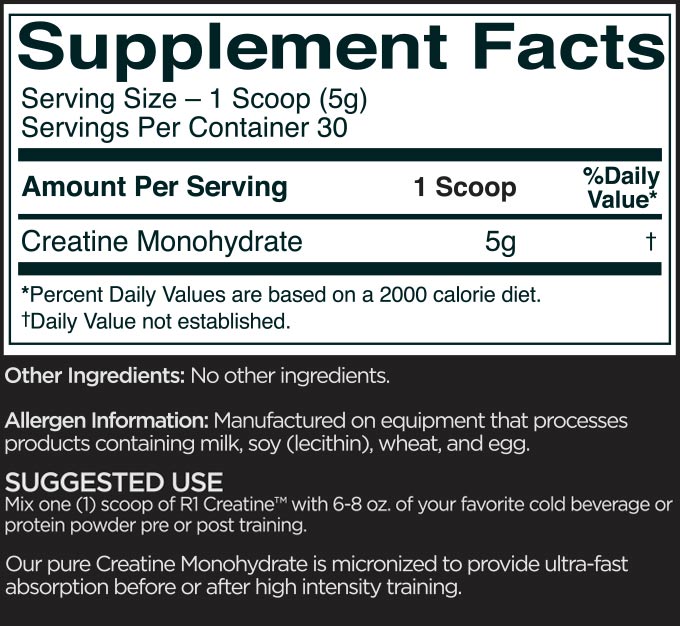 Supplement Facts
Serving Size – 1 Scoop (5g)
Servings Per Container 30
Amount Per Serving 1 Scoop %Daily Value*
Creatine Monohydrate 5g †
*Percent Daily Values are based on a 2000 calorie diet.
†Daily Value not established.
Other Ingredients: No other ingredients.
Allergen Information: Manufactured on equipment that processes
products containing milk, soy (lecithin), wheat, and egg.
SUGGESTED USE
Mix one (1) scoop of R1 Creatine™ with 6-8 oz. of your favorite cold beverage or
protein powder pre or post training.
Our pure Creatine Monohydrate is micronized to provide ultra-fast
absorption before or after high intensity training.